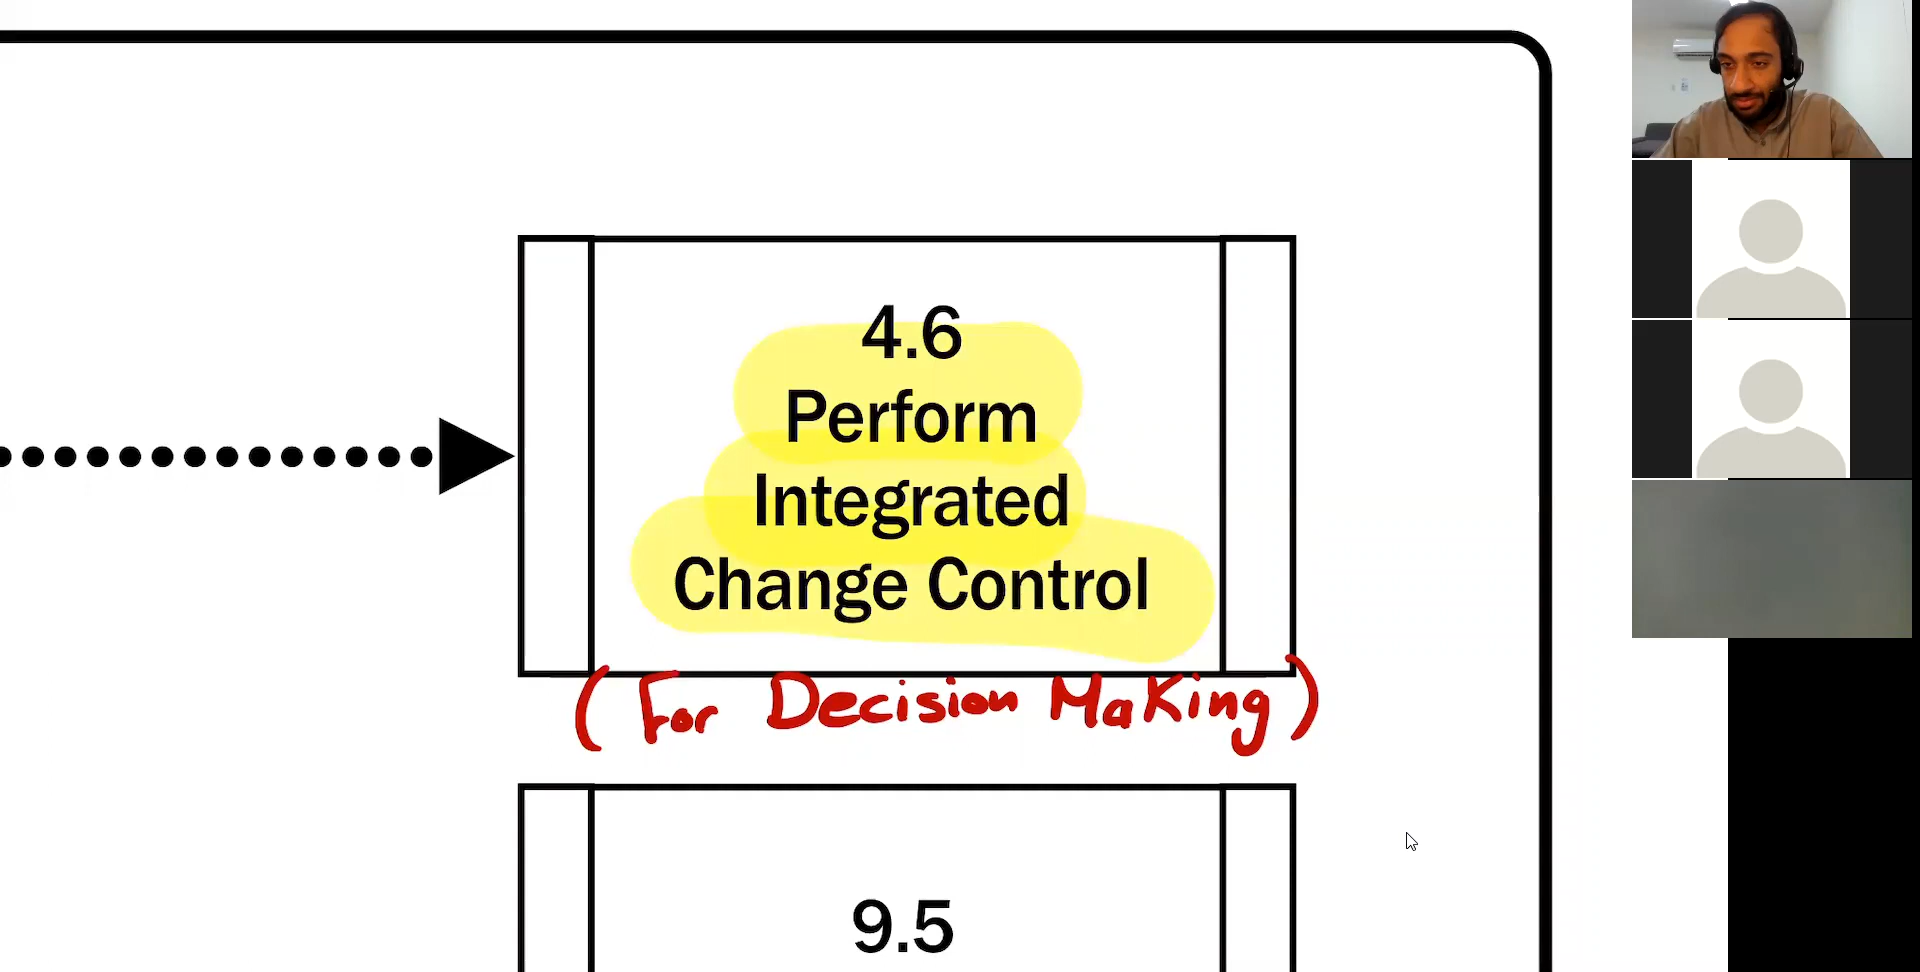 4.6
Perform
Integrated
Change Control
(For Decision Making)
9.5